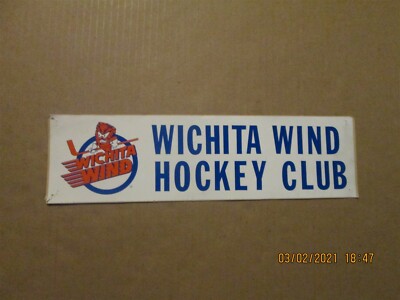 WICHITA
WIND
WICHITA WIND
HOCKEY CLUB
03/02/2021 18:47